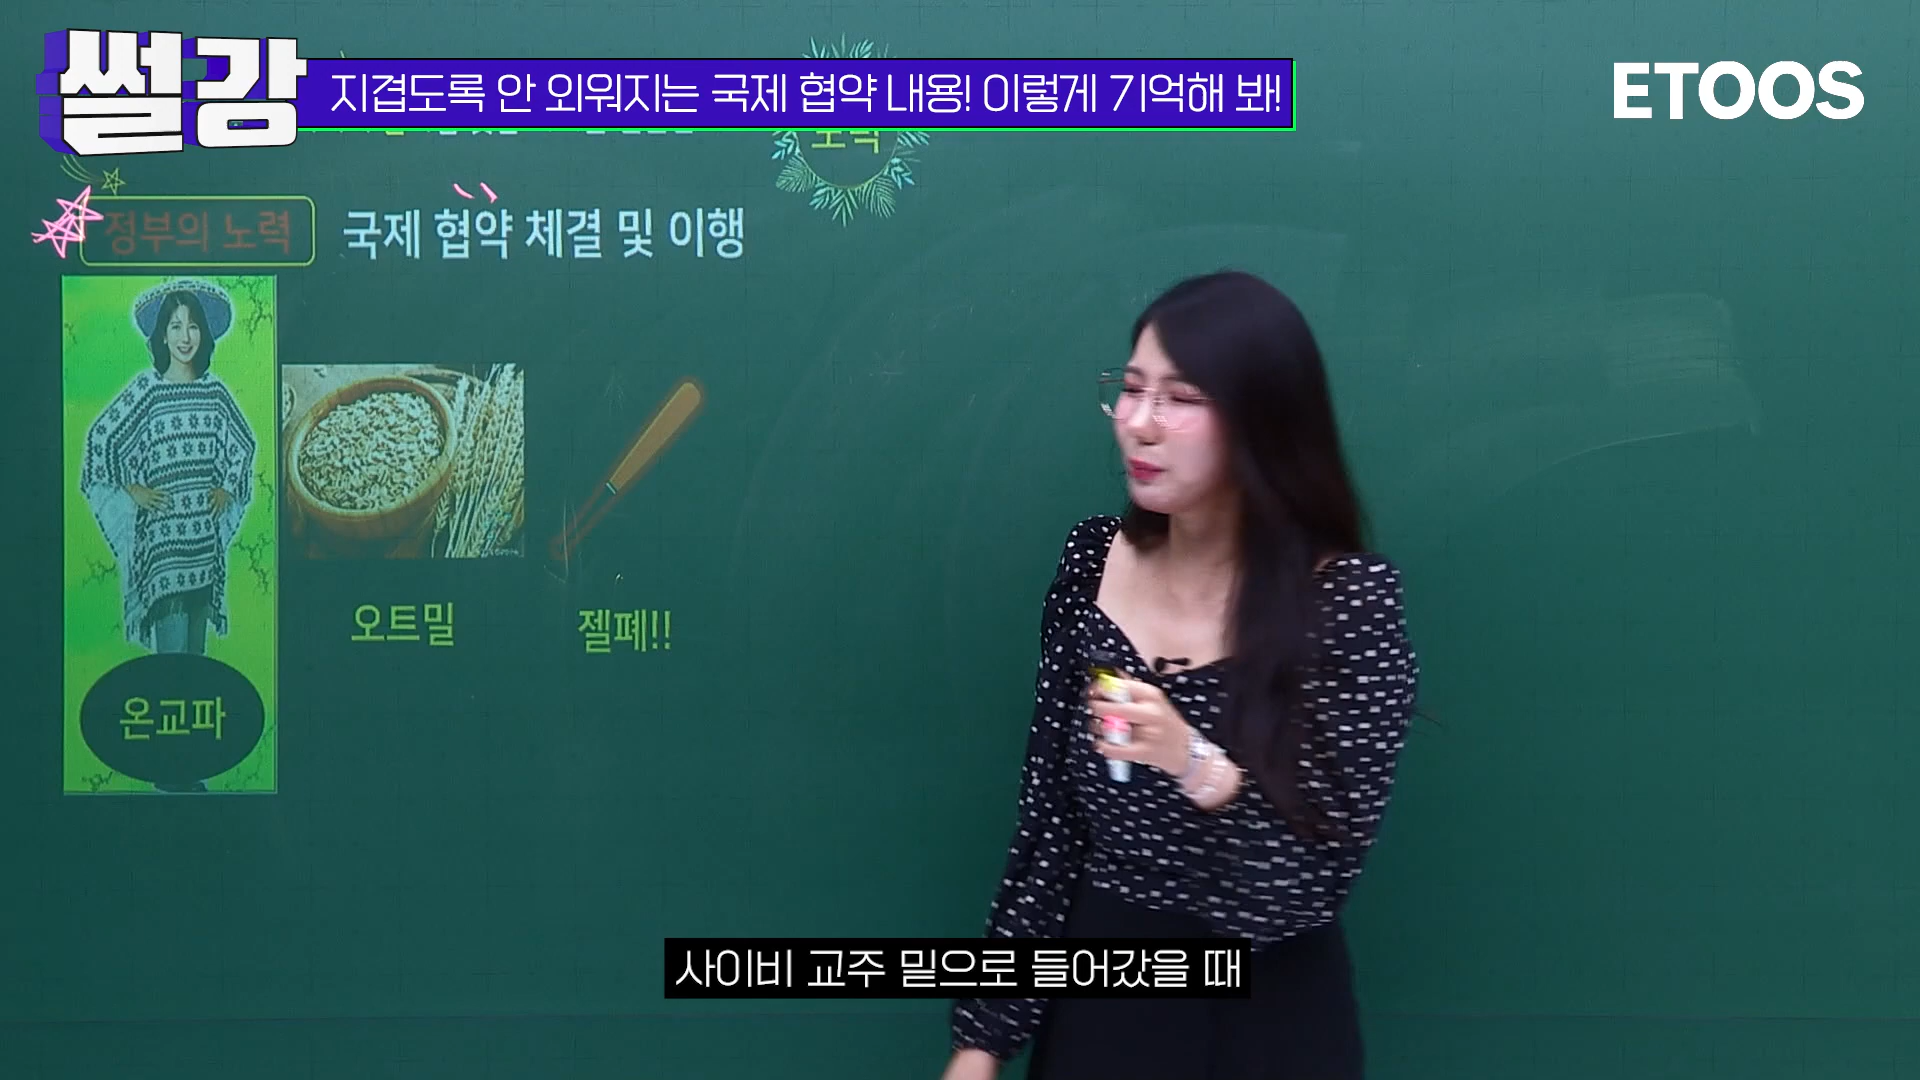 썰강
지겹도록 안 외워지는 국제 협약 내용! 이렇게 기억해 봐!
ETOOS
노력
정부의 노력
국제 협약 체결 및 이행
오트밀
젤폐!!
온교파
사이비 교주 밑으로 들어갔을 때